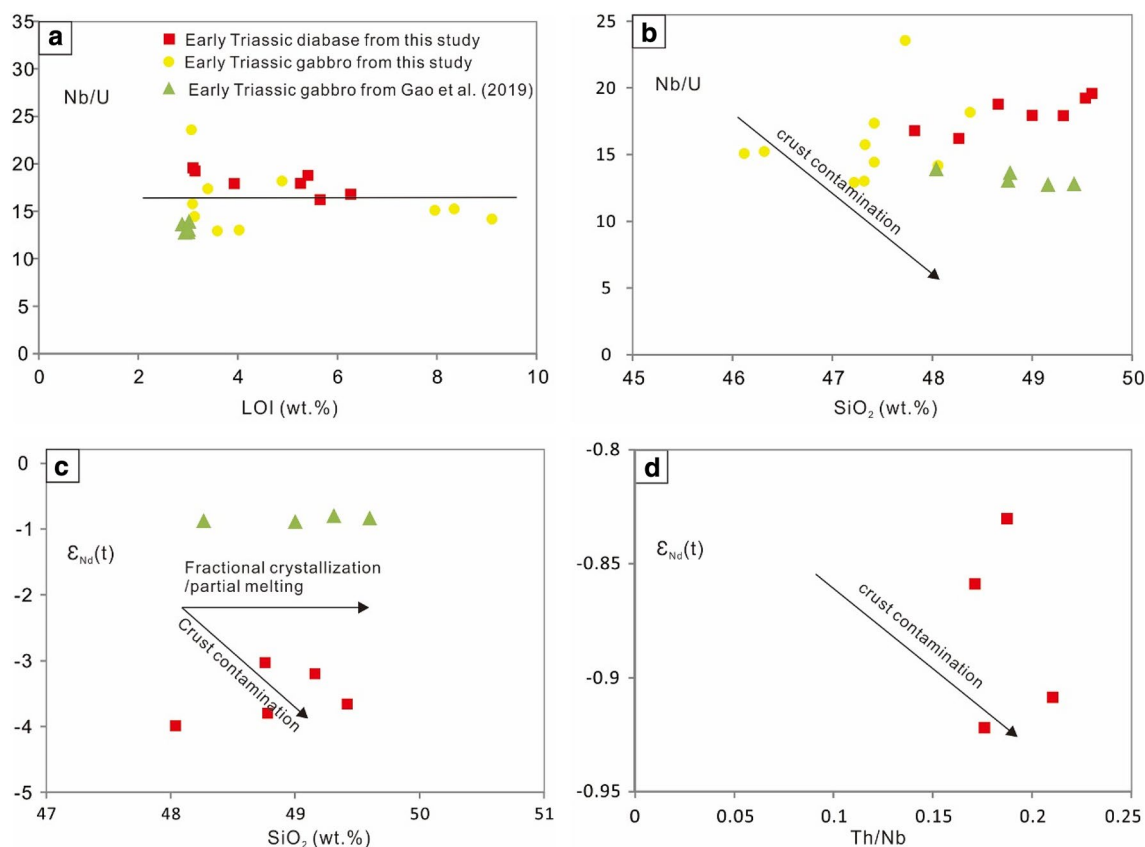 a
35
30
25
20
15
10
5
0
Nb/U
Early Triassic diabase from this study
Early Triassic gabbro from this study
Early Triassic gabbro from Gao et al. (2019)
0 2 4 6 8 10
LOI (wt.%)
b
25
20
15
10
5
0
Nb/U
crust contamination
45 46 47 48 49 50
SiO₂ (wt.%)
c
0
-1
-2
-3
-4
-5
εNd(t)
Fractional crystallization
/partial melting
Crust contamination
47 48 49 50 51
SiO₂ (wt.%)
d
-0.8
-0.85
-0.9
-0.95
εNd(t)
crust contamination
0 0.05 0.1 0.15 0.2 0.25
Th/Nb